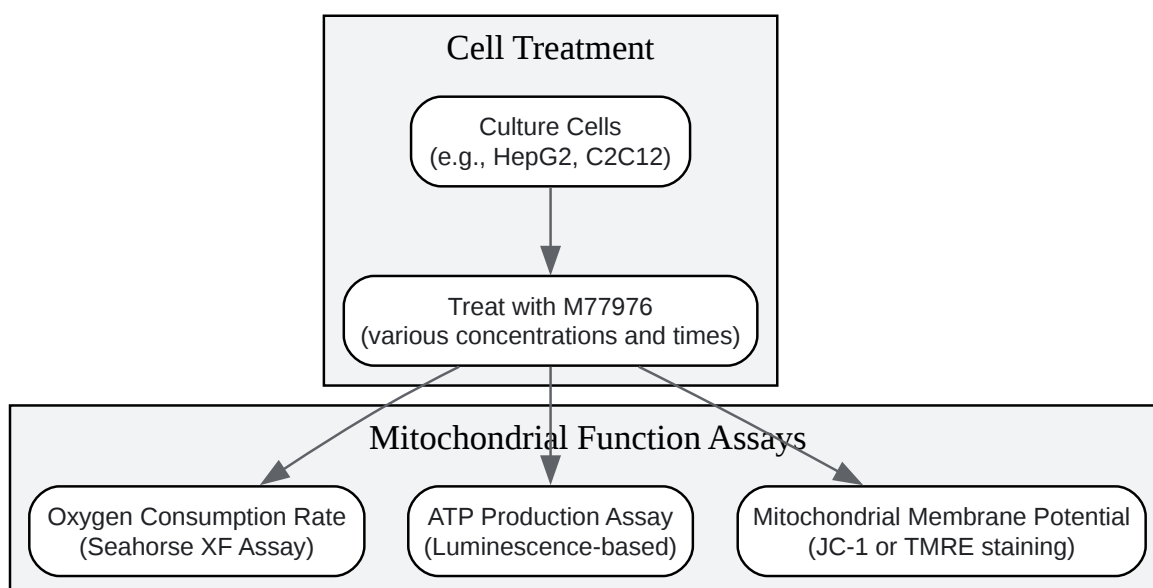 Cell Treatment
Culture Cells
(e.g., HepG2, C2C12)
Treat with M77976
(various concentrations and times)
Mitochondrial Function Assays
Oxygen Consumption Rate
(Seahorse XF Assay)
ATP Production Assay
(Luminescence-based)
Mitochondrial Membrane Potential
(JC-1 or TMRE staining)